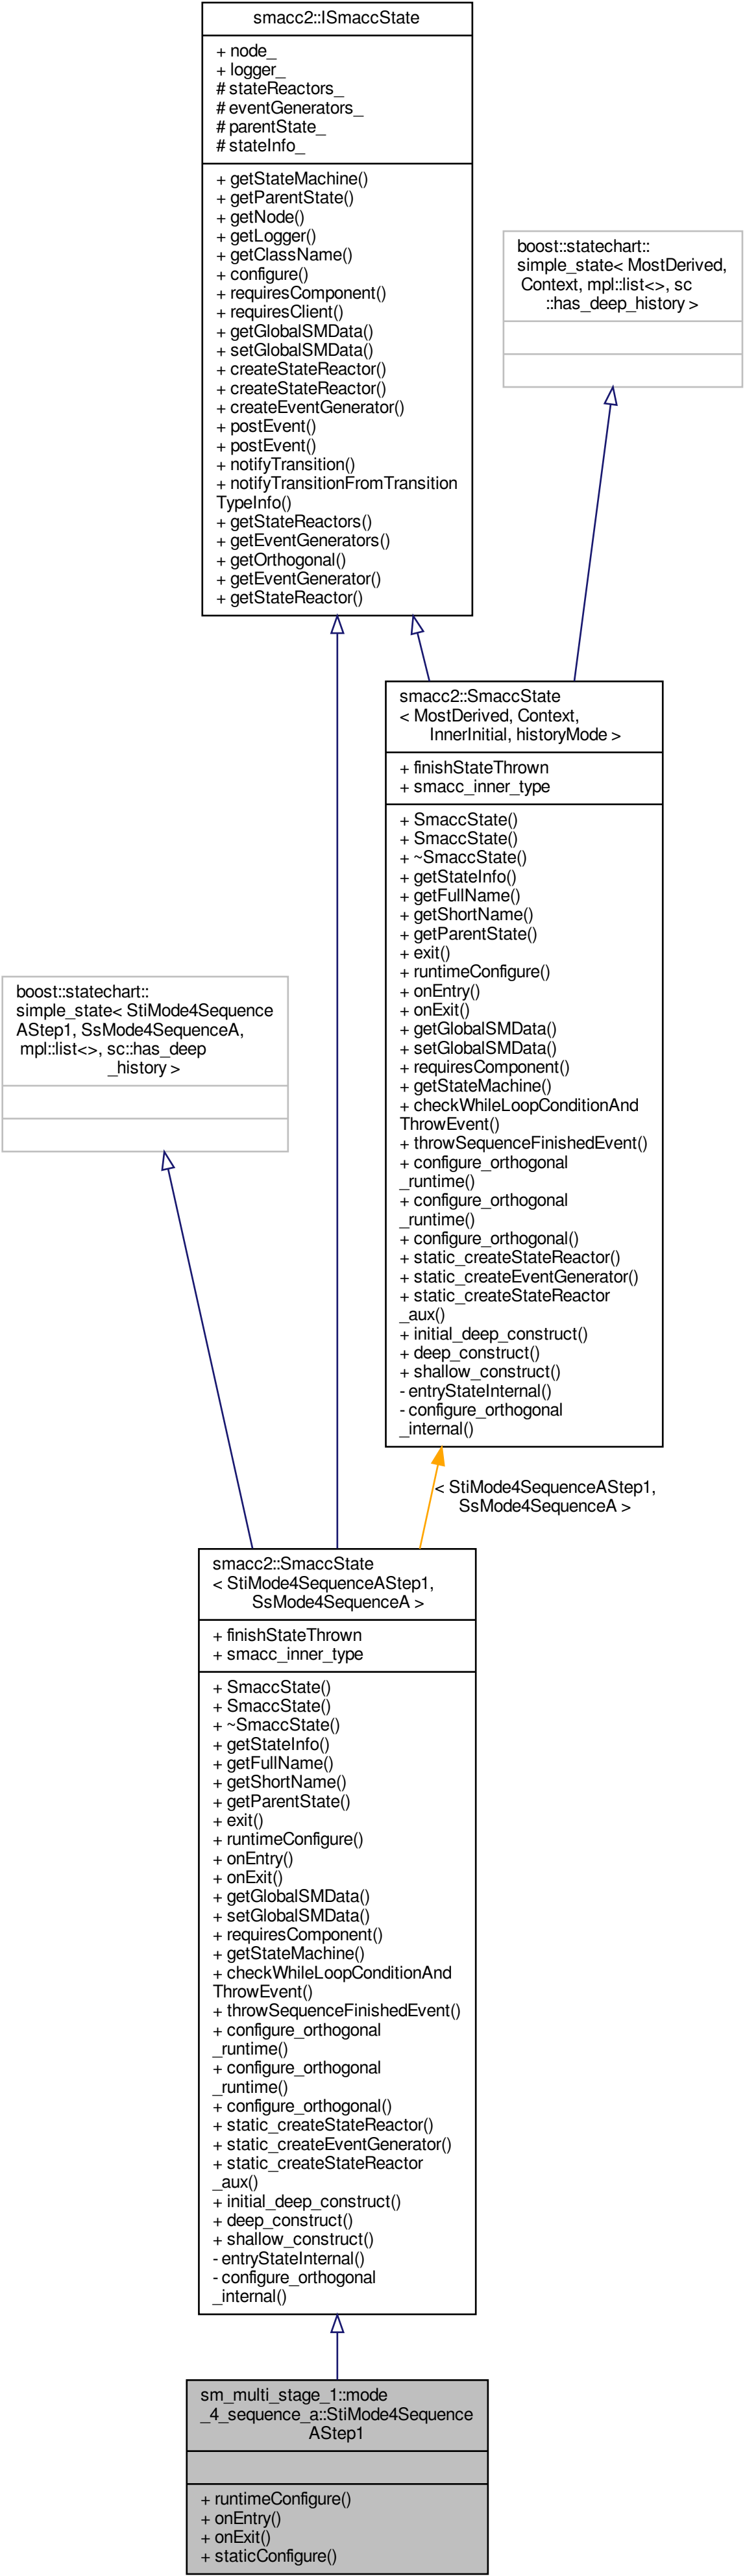 smacc2::ISmaccState
+ node_
+ logger_
# stateReactors_
# eventGenerators_
# parentState_
# stateInfo_
+ getStateMachine()
+ getParentState()
+ getNode()
+ getLogger()
+ getClassName()
+ configure()
+ requiresComponent()
+ requiresClient()
+ getGlobalSMData()
+ setGlobalSMData()
+ createStateReactor()
+ createStateReactor()
+ createEventGenerator()
+ postEvent()
+ postEvent()
+ notifyTransition()
+ notifyTransitionFromTransition
TypeInfo()
+ getStateReactors()
+ getEventGenerators()
+ getOrthogonal()
+ getEventGenerator()
+ getStateReactor()
boost::statechart::
simple_state< MostDerived,
Context, mpl::list<>, sc
::has_deep_history >
smacc2::SmaccState
< MostDerived, Context,
InnerInitial, historyMode >
+ finishStateThrown
+ smacc_inner_type
+ SmaccState()
+ SmaccState()
+ ~SmaccState()
+ getStateInfo()
+ getFullName()
+ getShortName()
+ getParentState()
+ exit()
+ runtimeConfigure()
+ onEntry()
+ onExit()
+ getGlobalSMData()
+ setGlobalSMData()
+ requiresComponent()
+ getStateMachine()
+ checkWhileLoopConditionAnd
ThrowEvent()
+ throwSequenceFinishedEvent()
+ configure_orthogonal
_runtime()
+ configure_orthogonal
_runtime()
+ configure_orthogonal()
+ static_createStateReactor()
+ static_createEventGenerator()
+ static_createStateReactor
_aux()
+ initial_deep_construct()
+ deep_construct()
+ shallow_construct()
- entryStateInternal()
- configure_orthogonal
_internal()
boost::statechart::
simple_state< StiMode4Sequence
AStep1, SsMode4SequenceA,
mpl::list<>, sc::has_deep
_history >
< StiMode4SequenceAStep1,
SsMode4SequenceA >
smacc2::SmaccState
< StiMode4SequenceAStep1,
SsMode4SequenceA >
+ finishStateThrown
+ smacc_inner_type
+ SmaccState()
+ SmaccState()
+ ~SmaccState()
+ getStateInfo()
+ getFullName()
+ getShortName()
+ getParentState()
+ exit()
+ runtimeConfigure()
+ onEntry()
+ onExit()
+ getGlobalSMData()
+ setGlobalSMData()
+ requiresComponent()
+ getStateMachine()
+ checkWhileLoopConditionAnd
ThrowEvent()
+ throwSequenceFinishedEvent()
+ configure_orthogonal
_runtime()
+ configure_orthogonal
_runtime()
+ configure_orthogonal()
+ static_createStateReactor()
+ static_createEventGenerator()
+ static_createStateReactor
_aux()
+ initial_deep_construct()
+ deep_construct()
+ shallow_construct()
- entryStateInternal()
- configure_orthogonal
_internal()
sm_multi_stage_1::mode
_4_sequence_a::StiMode4Sequence
AStep1
+ runtimeConfigure()
+ onEntry()
+ onExit()
+ staticConfigure()